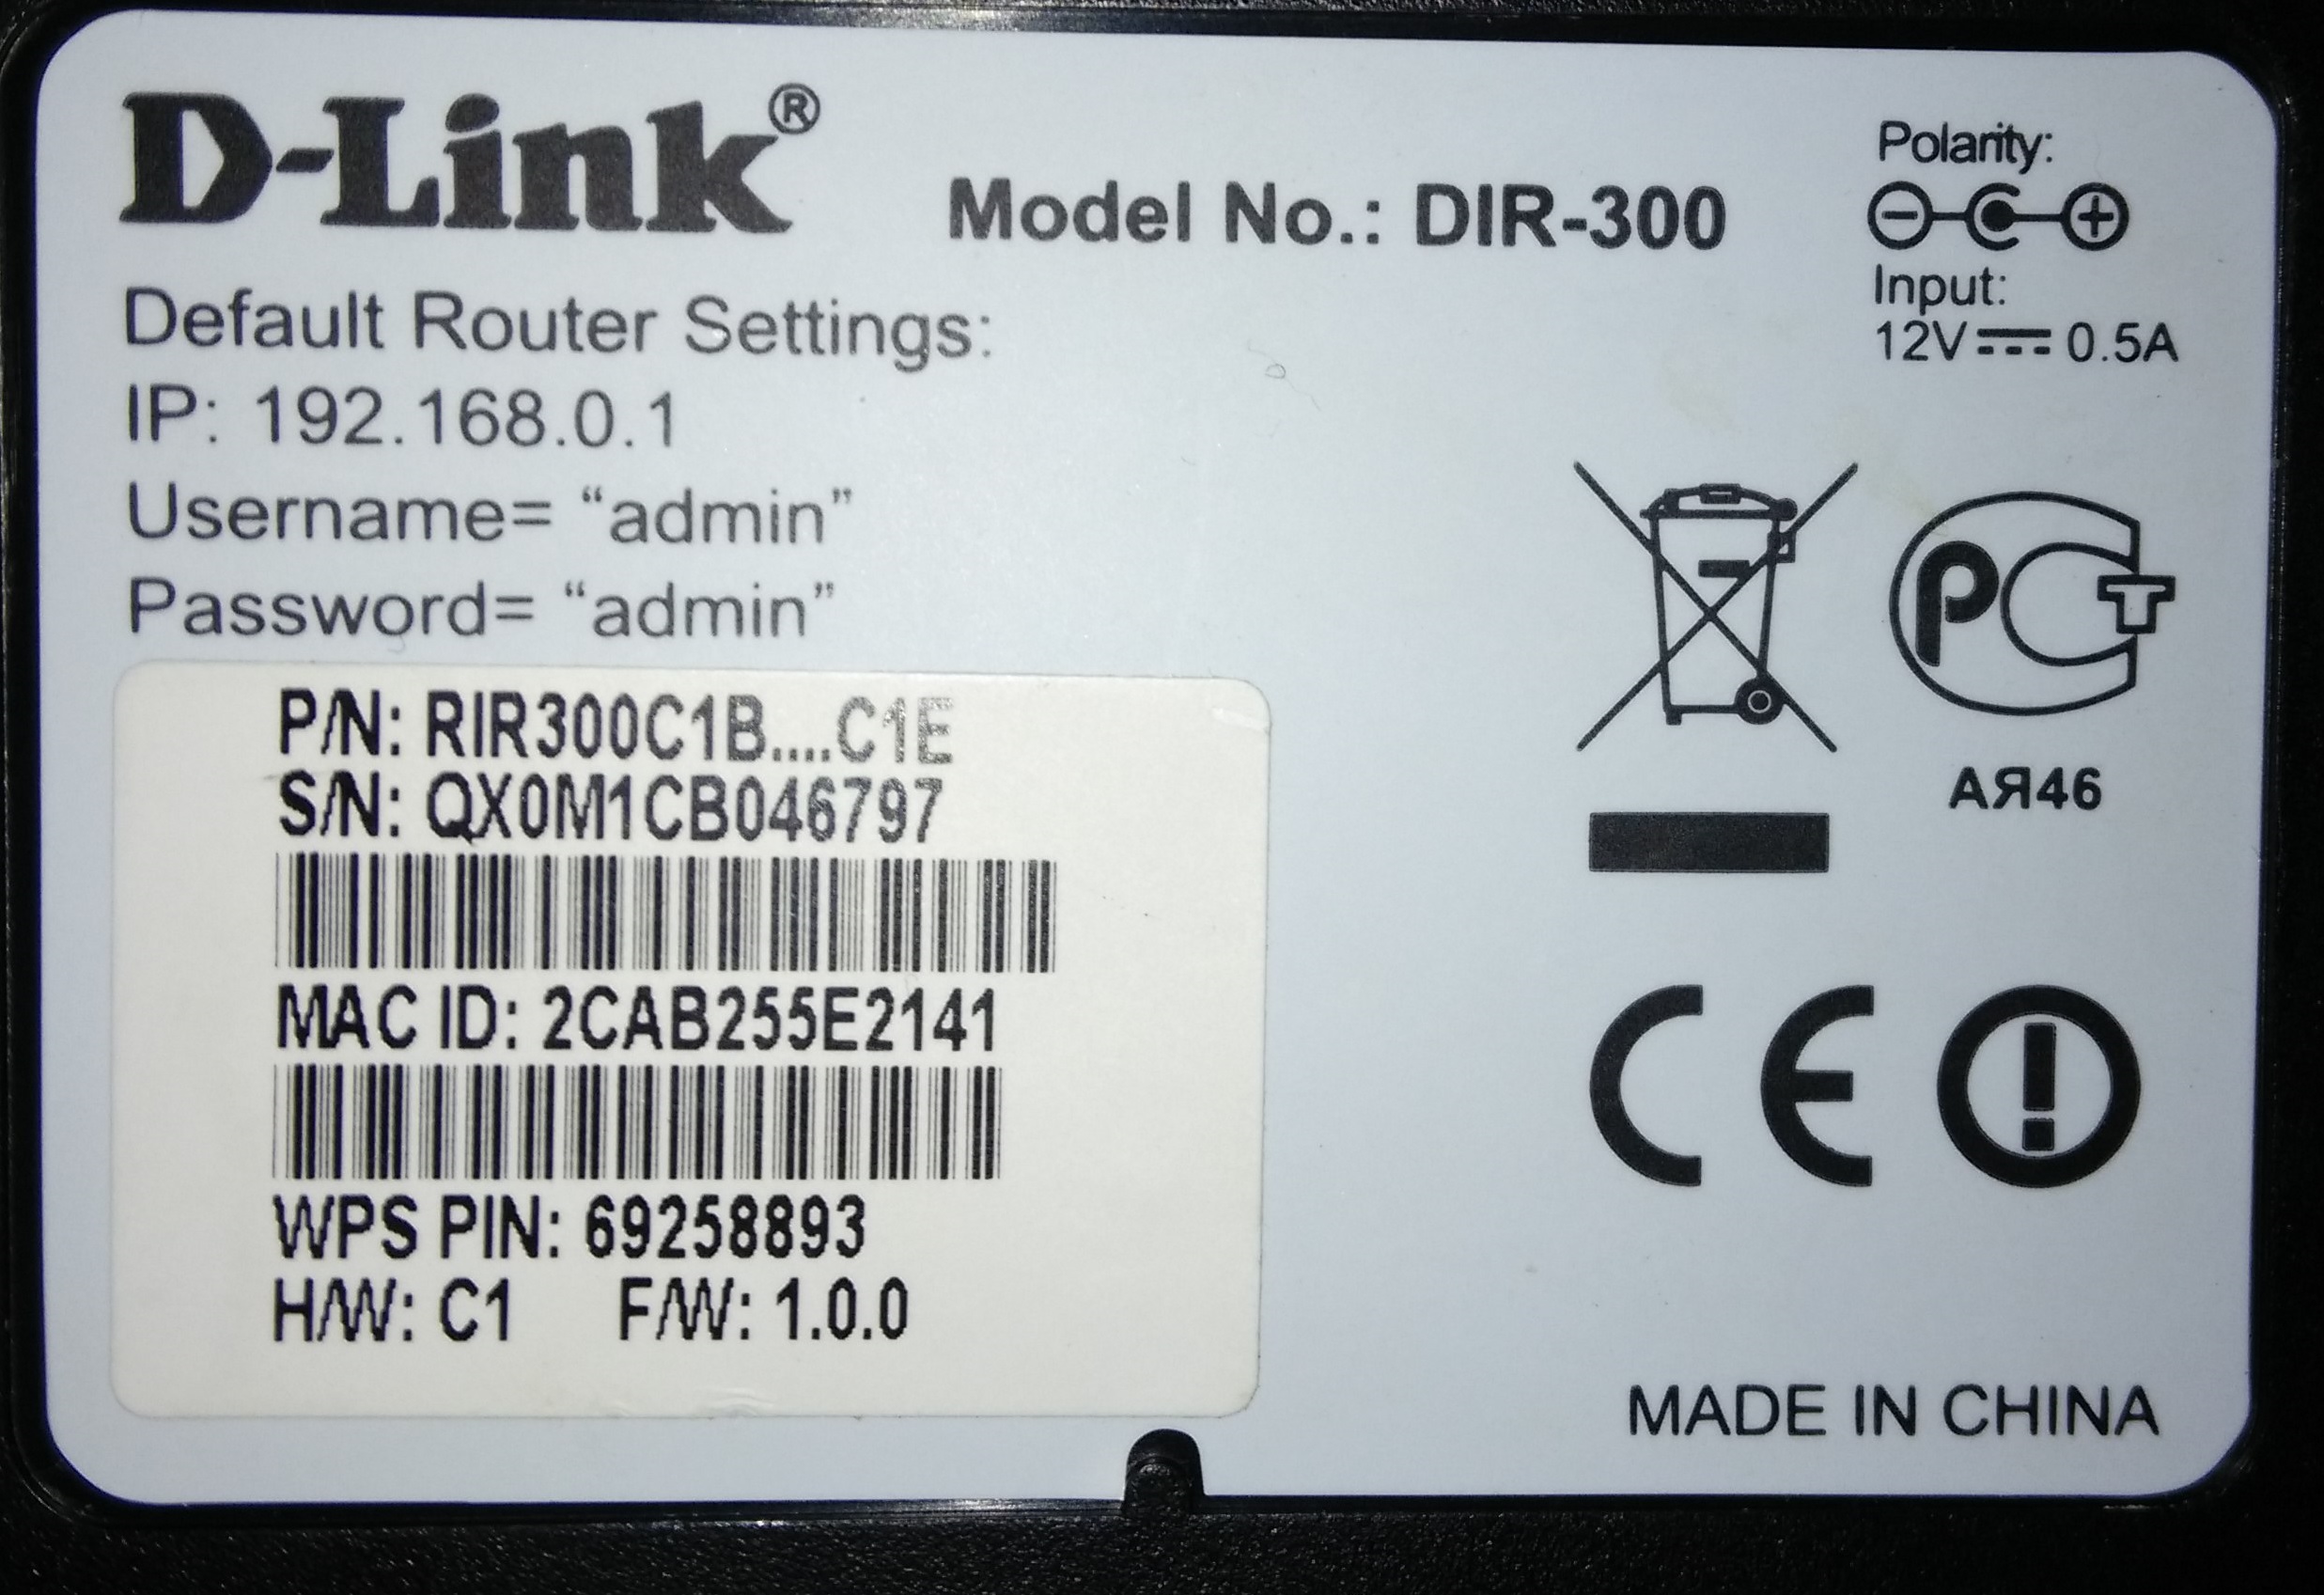 D-Link®
Model No.: DIR-300
Polarity:
Input:
12V 0.5A
Default Router Settings:
IP: 192.168.0.1
Username= “admin”
Password= “admin”
P/N: RIR300C1B....C1E
S/N: QX0M1CB046797
MAC ID: 2CAB255E2141
WPS PIN: 69258893
H/W: C1 F/W: 1.0.0
РСТ
АЯ46
CE
MADE IN CHINA